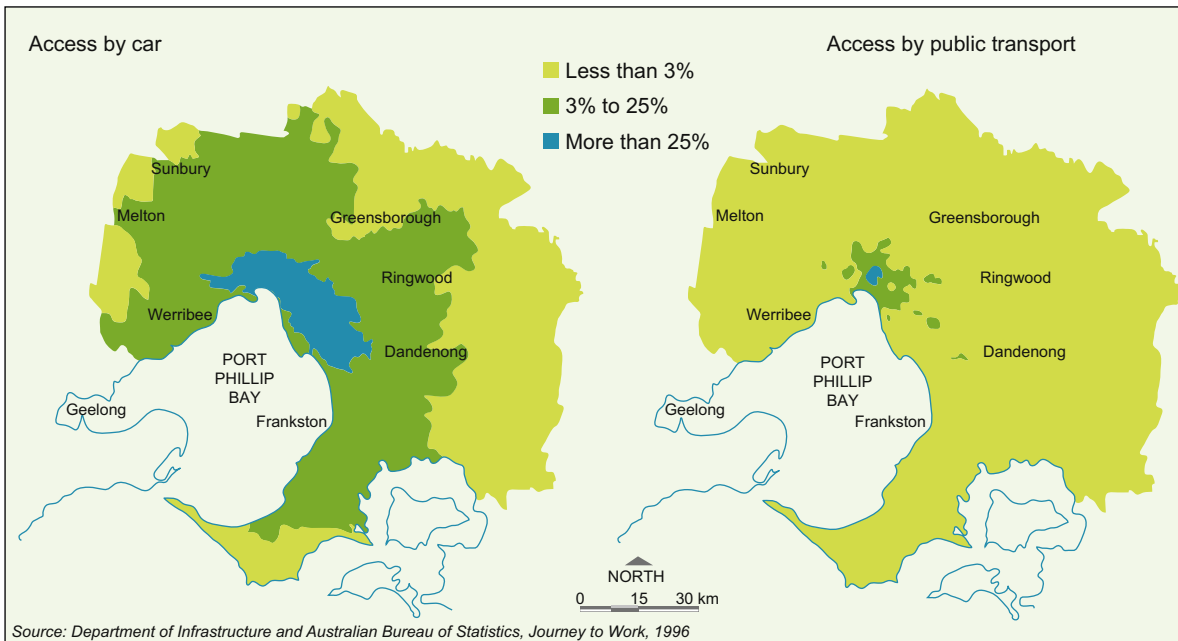 Access by car
Access by public transport
Less than 3%
3% to 25%
More than 25%
Sunbury
Melton
Greensborough
Ringwood
Werribee
Dandenong
PORT
PHILLIP
BAY
Geelong
Frankston
Sunbury
Melton
Greensborough
Ringwood
Werribee
Dandenong
PORT
PHILLIP
BAY
Geelong
Frankston
NORTH
0 15 30 km
Source: Department of Infrastructure and Australian Bureau of Statistics, Journey to Work, 1996